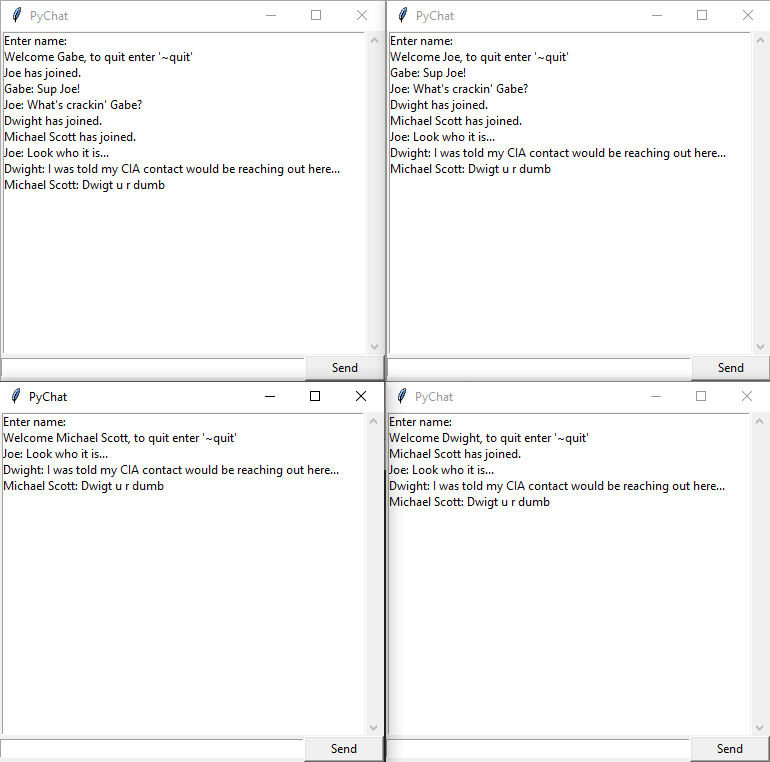 PyChat
Enter name:
Welcome Gabe, to quit enter '~quit'
Joe has joined.
Gabe: Sup Joe!
Joe: What's crackin' Gabe?
Dwight has joined.
Michael Scott has joined.
Joe: Look who it is...
Dwight: I was told my CIA contact would be reaching out here...
Michael Scott: Dwigt u r dumb
Send
PyChat
Enter name:
Welcome Joe, to quit enter '~quit'
Gabe: Sup Joe!
Joe: What's crackin' Gabe?
Dwight has joined.
Michael Scott has joined.
Joe: Look who it is...
Dwight: I was told my CIA contact would be reaching out here...
Michael Scott: Dwigt u r dumb
Send
PyChat
Enter name:
Welcome Michael Scott, to quit enter '~quit'
Joe: Look who it is...
Dwight: I was told my CIA contact would be reaching out here...
Michael Scott: Dwigt u r dumb
Send
PyChat
Enter name:
Welcome Dwight, to quit enter '~quit'
Michael Scott has joined.
Joe: Look who it is...
Dwight: I was told my CIA contact would be reaching out here...
Michael Scott: Dwigt u r dumb
Send